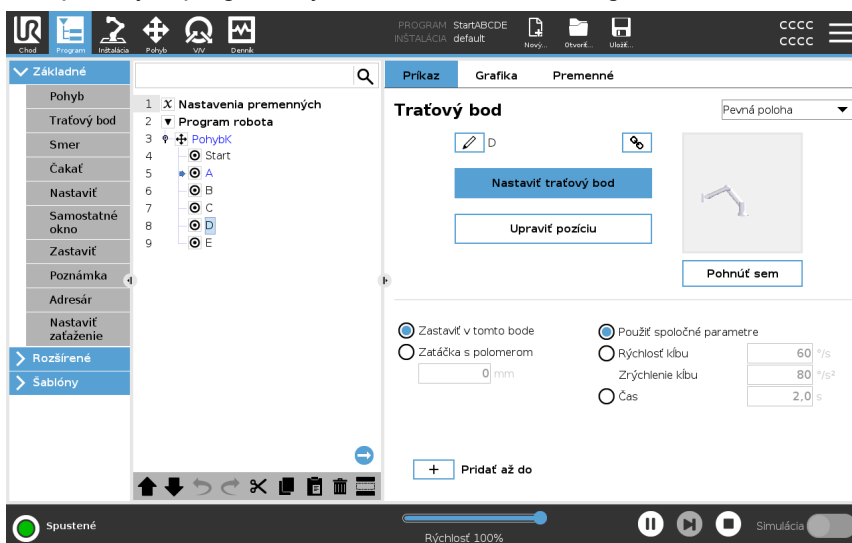 UR
Chod
Program
Inštalácia
Pohyb
V/V
Denník
PROGRAM StartABCDE
INŠTALÁCIA default
Nový...
Otvoriť...
Uložiť...
CCCC
CCCC
Základné
Pohyb
Traťový bod
Smer
Čakať
Nastaviť
Samostatné
okno
Zastaviť
Poznámka
Adresár
Nastaviť
zaťaženie
Rozšírené
Šablóny
1 X Nastavenia premenných
2 Program robota
3 PohybK
4 Start
5 A
6 B
7 C
8 D
9 E
Príkaz Grafika Premenné
Traťový bod
Pevná poloha
D
Nastaviť traťový bod
Upraviť pozíciu
Pohnúť sem
Zastaviť v tomto bode
Zatáčka s polomerom
0 mm
Použiť spoločné parametre
Rýchlosť kĺbu 60 °/s
Zrýchlenie kĺbu 80 °/s²
Čas 2,0 s
+ Pridať až do
Spustené
Rýchlosť 100%
Simulácia